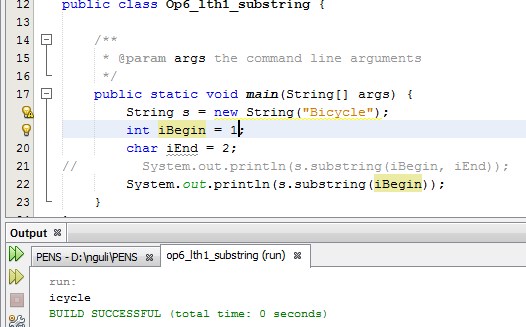 12 public class Op6_lth1_substring {
13
14 /**
15 * @param args the command line arguments
16 */
17 public static void main(String[] args) {
String s = new String("Bicycle");
int iBegin = 1;
20 char iEnd = 2;
21 // System.out.println(s.substring(iBegin, iEnd));
22 System.out.println(s.substring(iBegin));
23 }
Output
PENS - D:\nguli\PENS op6_lth1_substring (run)
run:
icycle
BUILD SUCCESSFUL (total time: 0 seconds)